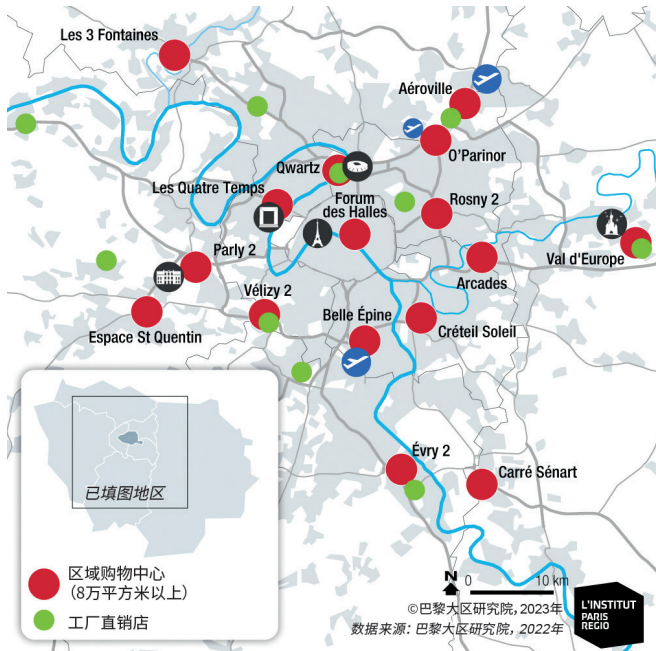 Les 3 Fontaines
Aéroville
O'Parinor
Qwartz
Les Quatre Temps
Forum
des Halles
Rosny 2
Parly 2
Val d'Europe
Arcades
Vélizy 2
Espace St Quentin
Belle Épine
Créteil Soleil
Évry 2
Carré Sénart
已填图地区
区域购物中心
（8万平方米以上）
工厂直销店
N
0 10 km
©巴黎大区研究院，2023年
数据来源：巴黎大区研究院，2022年
L'INSTITUT
PARIS
REGIO